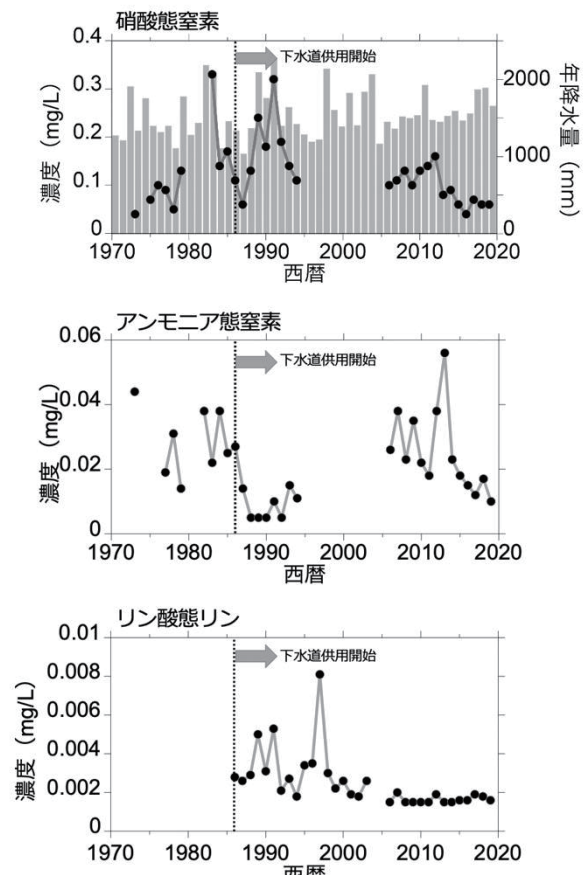 硝酸態窒素
0.4
0.3
0.2
0.1
0
濃度（mg/L）
下水道供用開始
2000
1000
0
年降水量（mm）
1970 1980 1990 2000 2010 2020
西暦
アンモニア態窒素
0.06
0.04
0.02
0
濃度（mg/L）
下水道供用開始
1970 1980 1990 2000 2010 2020
西暦
リン酸態リン
0.01
0.008
0.006
0.004
0.002
0
濃度（mg/L）
下水道供用開始
1970 1980 1990 2000 2010 2020
西暦